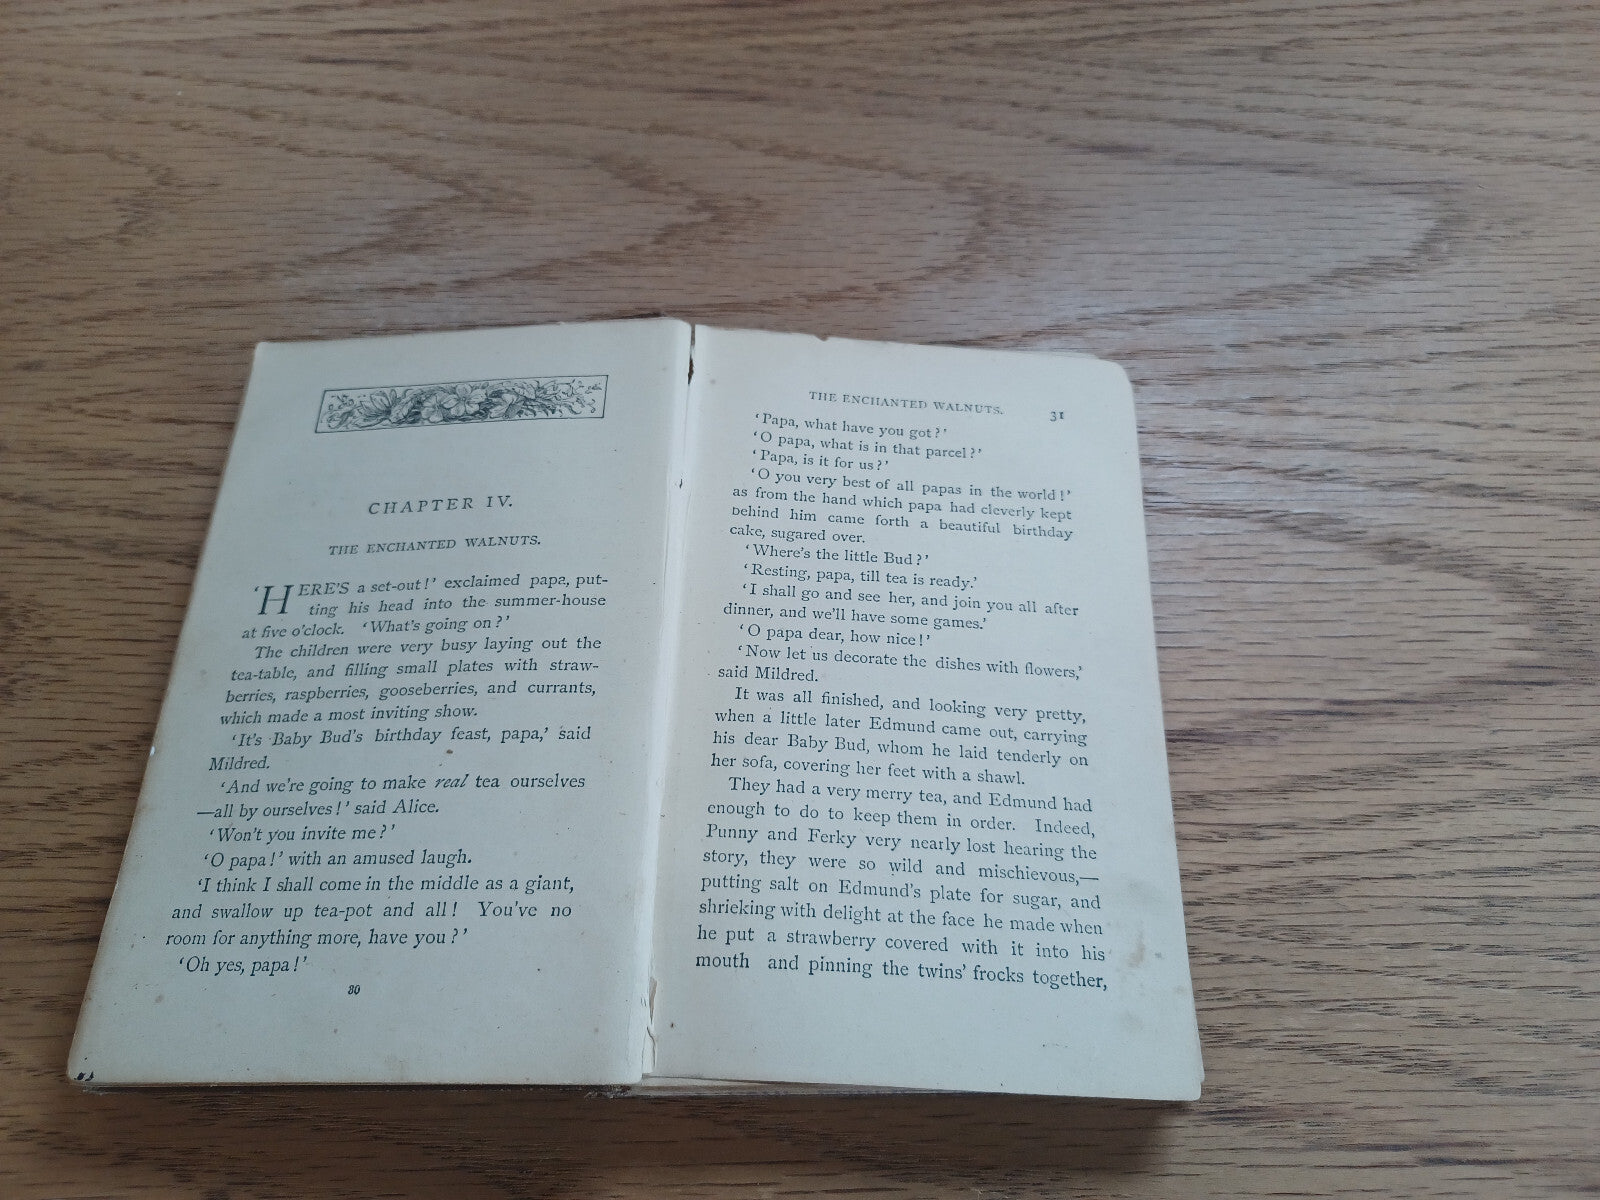 CHAPTER IV.
THE ENCHANTED WALNUTS.
'HERE'S a set-out!' exclaimed papa, put-
ting his head into the summer-house
at five o'clock. 'What's going on?'
The children were very busy laying out the
tea-table, and filling small plates with straw-
berries, raspberries, gooseberries, and currants,
which made a most inviting show.
'It's Baby Bud's birthday feast, papa,' said
Mildred.
'And we're going to make real tea ourselves
—all by ourselves!' said Alice.
'Won't you invite me?'
'O papa!' with an amused laugh.
'I think I shall come in the middle as a giant,
and swallow up tea-pot and all! You've no
room for anything more, have you?'
'Oh yes, papa!'
30
THE ENCHANTED WALNUTS. 31
'Papa, what have you got?'
'O papa, what is in that parcel?'
'Papa, is it for us?'
'O you very best of all papas in the world!'
as from the hand which papa had cleverly kept
behind him came forth a beautiful birthday
cake, sugared over.
'Where's the little Bud?'
'Resting, papa, till tea is ready.'
'I shall go and see her, and join you all after
dinner, and we'll have some games.'
'O papa dear, how nice!'
'Now let us decorate the dishes with flowers,'
said Mildred.
It was all finished, and looking very pretty,
when a little later Edmund came out, carrying
his dear Baby Bud, whom he laid tenderly on
her sofa, covering her feet with a shawl.
They had a very merry tea, and Edmund had
enough to do to keep them in order. Indeed,
Punny and Ferky very nearly lost hearing the
story, they were so wild and mischievous,—
putting salt on Edmund's plate for sugar, and
shrieking with delight at the face he made when
he put a strawberry covered with it into his
mouth and pinning the twins' frocks together,